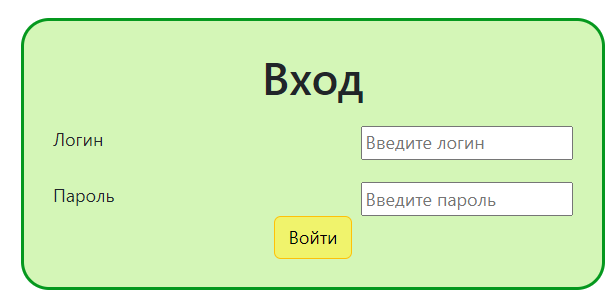 Вход
Логин Введите логин
Пароль Введите пароль
Войти